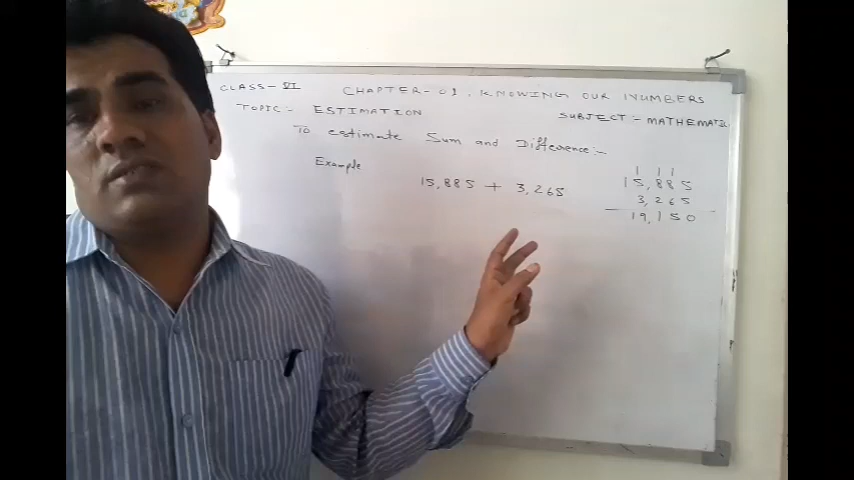 CLASS - VI CHAPTER - 01. KNOWING OUR NUMBERS
TOPIC :- ESTIMATION SUBJECT :- MATHEMATIC
To estimate Sum and Difference :-
Example
15,885 + 3,265
1 1 1
15,885
3,265
19,150